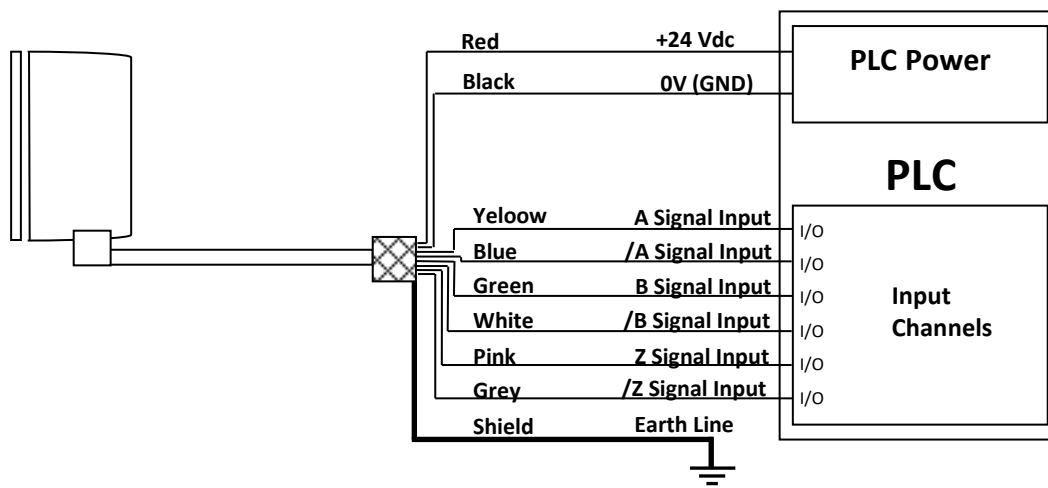 Red +24 Vdc
PLC Power
Black 0V (GND)
PLC
Yeloow A Signal Input I/O
Blue /A Signal Input I/O
Green B Signal Input I/O
Input
Channels
White /B Signal Input I/O
Pink Z Signal Input I/O
Grey /Z Signal Input I/O
Shield Earth Line